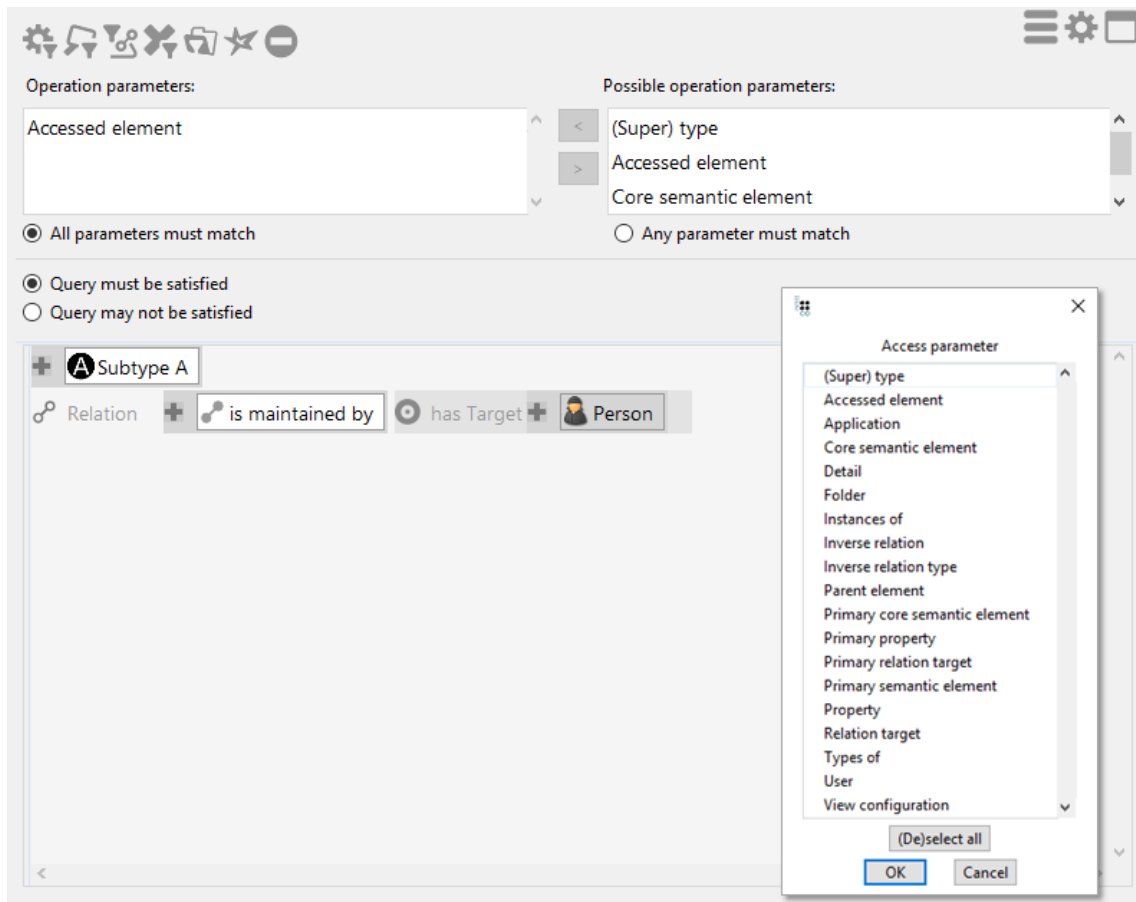 Operation parameters:
Possible operation parameters:
Accessed element
<
>
(Super) type
Accessed element
Core semantic element
All parameters must match
Any parameter must match
Query must be satisfied
Query may not be satisfied
A Subtype A
Relation is maintained by has Target Person
Access parameter
(Super) type
Accessed element
Application
Core semantic element
Detail
Folder
Instances of
Inverse relation
Inverse relation type
Parent element
Primary core semantic element
Primary property
Primary relation target
Primary semantic element
Property
Relation target
Types of
User
View configuration
(De)select all
OK Cancel